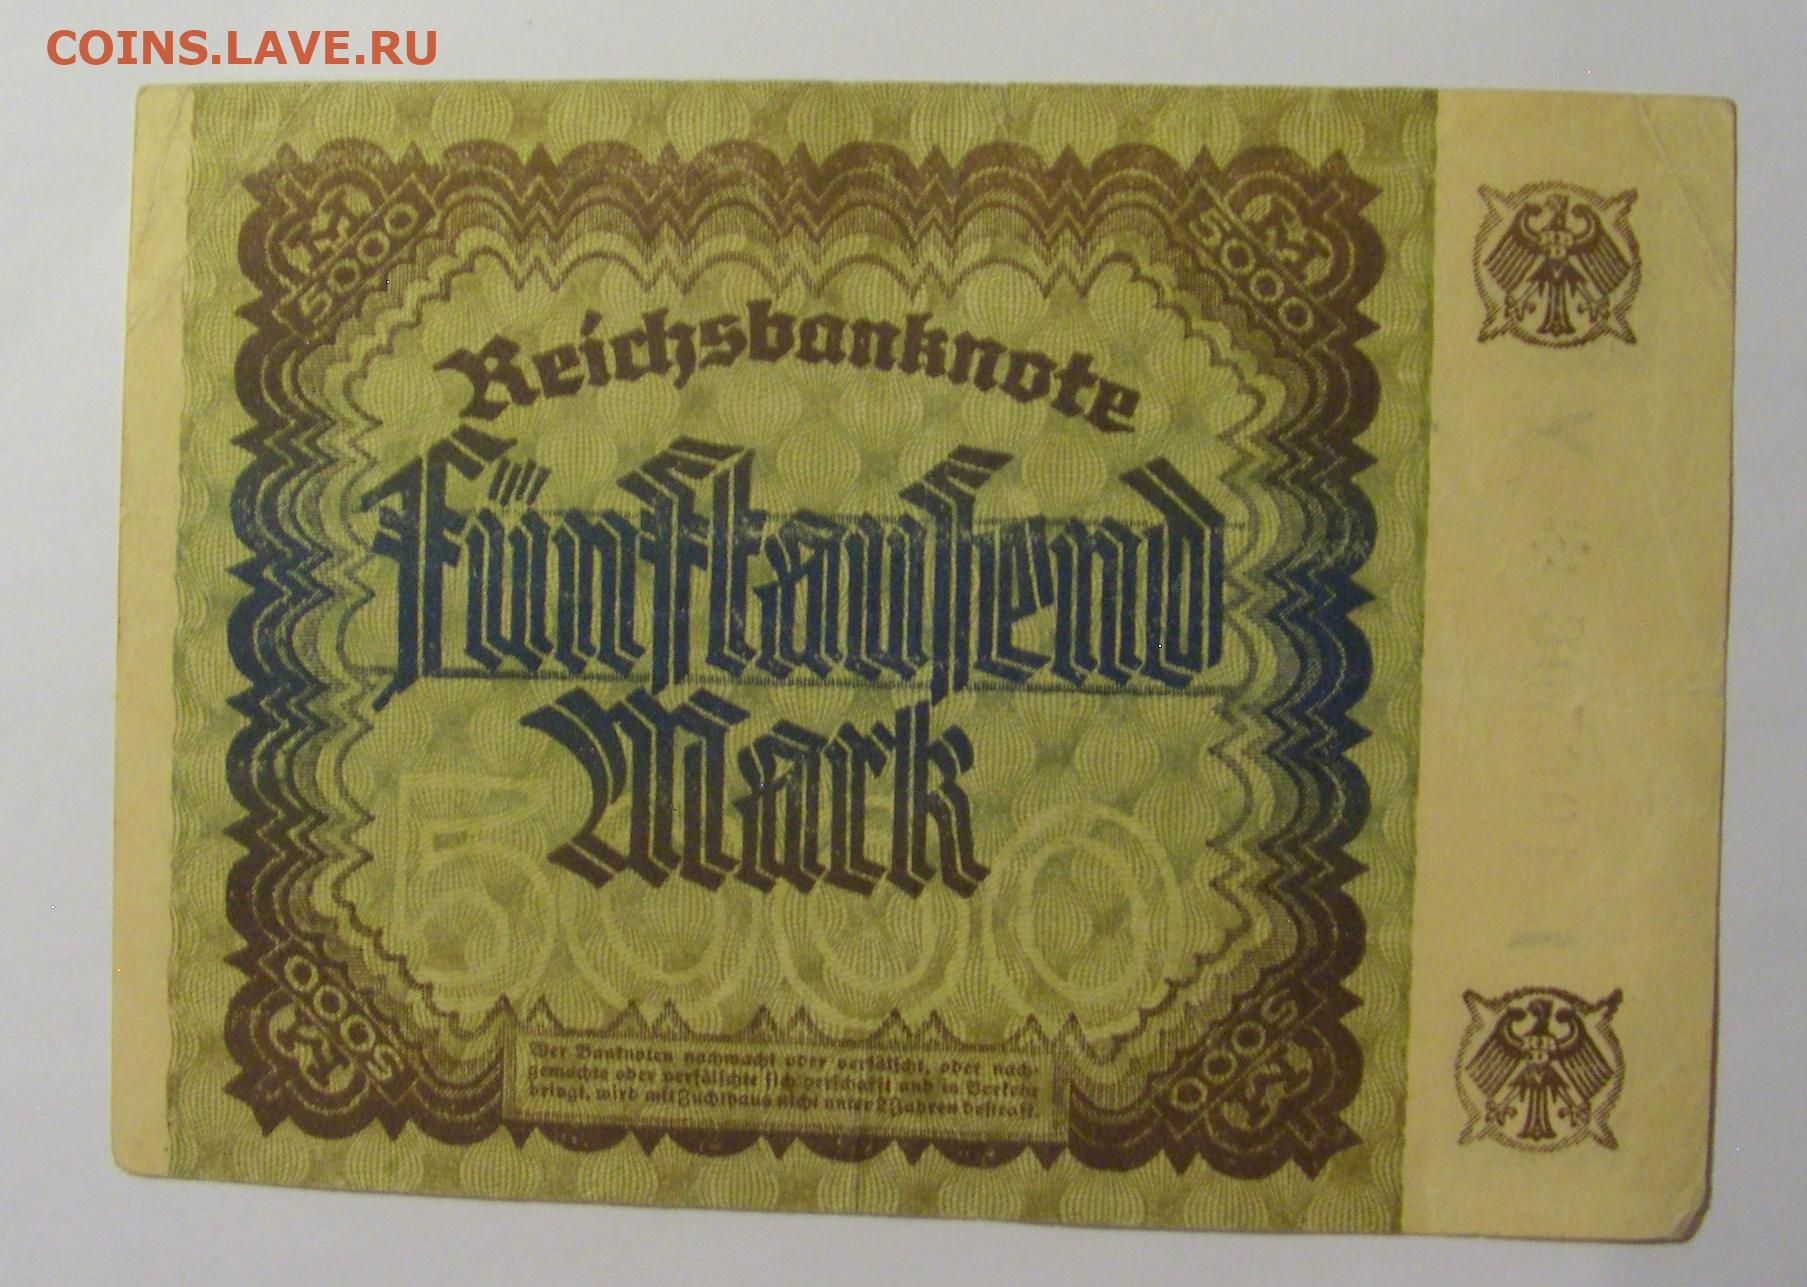 COINS.LAVE.RU
M
5000
M
5000
Reichsbanknote
Fünftausend
Mark
5000
5000
M
5000
M
Wer Banknoten nachmacht oder verfälscht, oder nach-
gemachte oder verfälschte sich verschafft und in Verkehr
bringt, wird mit Zuchthaus nicht unter 2 Jahren bestraft.